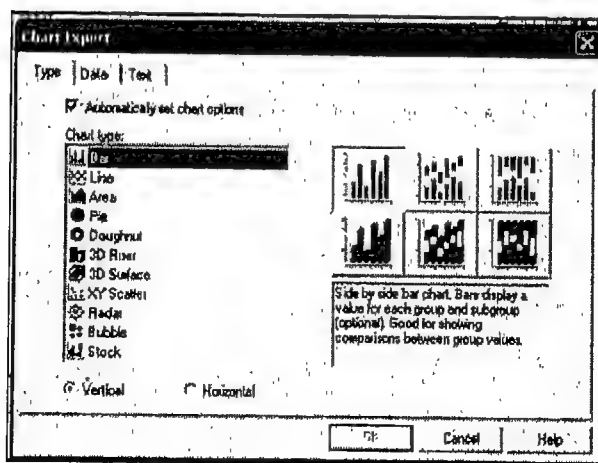 Chart Expert
Type Data Text
Automatically set chart options
Chart type:
Bar
Line
Area
Pie
Doughnut
3D Riser
3D Surface
XY Scatter
Radar
Bubble
Stock
Side by side bar chart. Bars display a
value for each group and subgroup
(optional). Good for showing
comparisons between group values.
Vertical Horizontal
OK Cancel Help